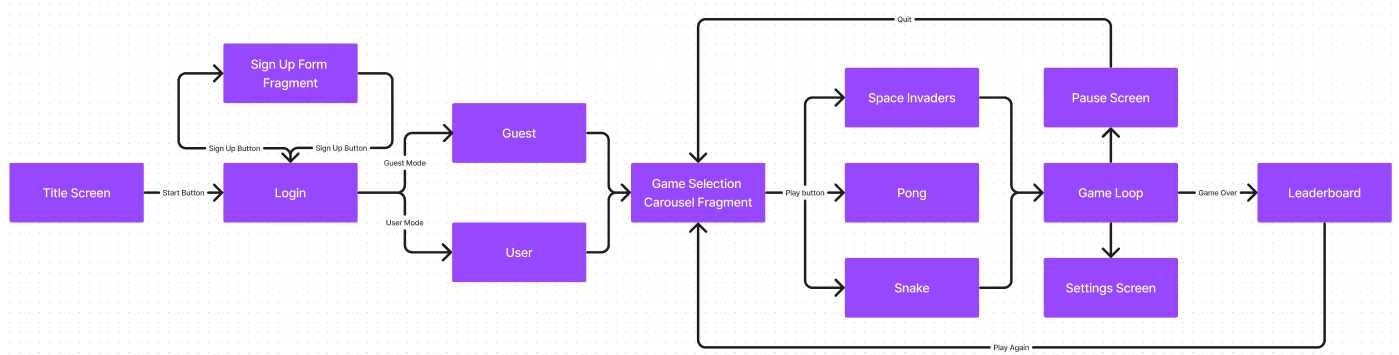 Quit
Sign Up Form
Fragment
Space Invaders
Pause Screen
Guest
Sign Up Button
Sign Up Button
Guest Mode
Title Screen
Start Button
Login
Game Selection
Carousel Fragment
Play button
Pong
Game Loop
Game Over
Leaderboard
User Mode
User
Snake
Settings Screen
Play Again